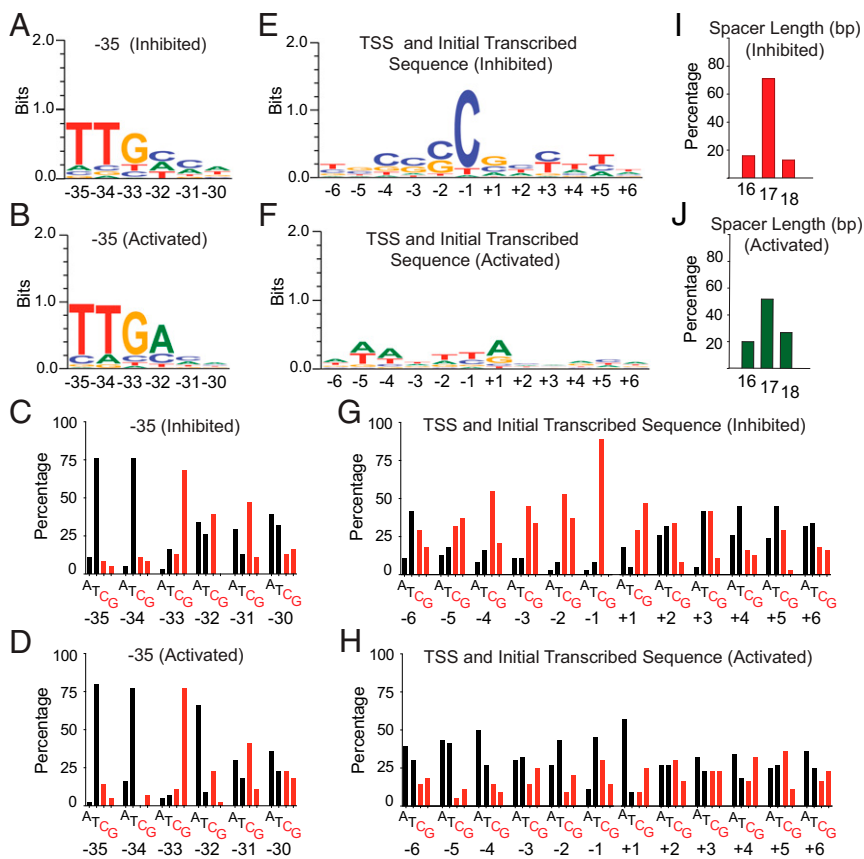 A
-35 (Inhibited)
2.0
1.0
0.0
Bits
-35 -34 -33 -32 -31 -30
E
TSS and Initial Transcribed
Sequence (Inhibited)
2.0
1.0
0.0
Bits
-6 -5 -4 -3 -2 -1 +1 +2 +3 +4 +5 +6
I
Spacer Length (bp)
(Inhibited)
Percentage
80
60
40
20
16 17 18
B
-35 (Activated)
2.0
1.0
0.0
Bits
-35 -34 -33 -32 -31 -30
F
TSS and Initial Transcribed
Sequence (Activated)
2.0
1.0
0.0
Bits
-6 -5 -4 -3 -2 -1 +1 +2 +3 +4 +5 +6
J
Spacer Length (bp)
(Activated)
Percentage
80
60
40
20
16 17 18
C
-35 (Inhibited)
Percentage
100
75
50
25
0
ATCG ATCG ATCG ATCG ATCG ATCG
-35 -34 -33 -32 -31 -30
G
TSS and Initial Transcribed Sequence (Inhibited)
Percentage
100
75
50
25
0
ATCG ATCG ATCG ATCG ATCG ATCG ATCG ATCG ATCG ATCG ATCG ATCG
-6 -5 -4 -3 -2 -1 +1 +2 +3 +4 +5 +6
D
-35 (Activated)
Percentage
100
75
50
25
0
ATCG ATCG ATCG ATCG ATCG ATCG
-35 -34 -33 -32 -31 -30
H
TSS and Initial Transcribed Sequence (Activated)
Percentage
100
75
50
25
0
ATCG ATCG ATCG ATCG ATCG ATCG ATCG ATCG ATCG ATCG ATCG ATCG
-6 -5 -4 -3 -2 -1 +1 +2 +3 +4 +5 +6